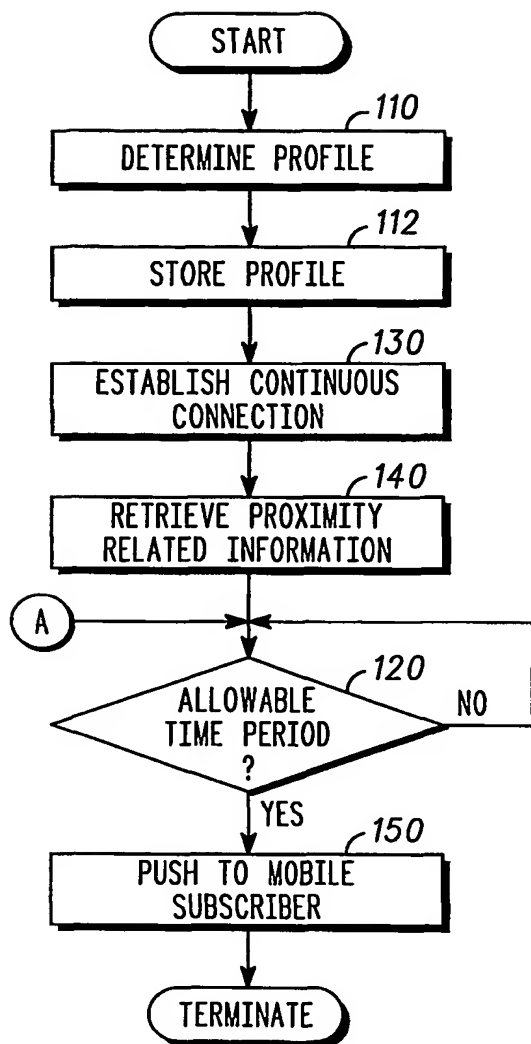 START
110
DETERMINE PROFILE
112
STORE PROFILE
130
ESTABLISH CONTINUOUS
CONNECTION
140
RETRIEVE PROXIMITY
RELATED INFORMATION
A
120
ALLOWABLE
TIME PERIOD
?
NO
YES
150
PUSH TO MOBILE
SUBSCRIBER
TERMINATE